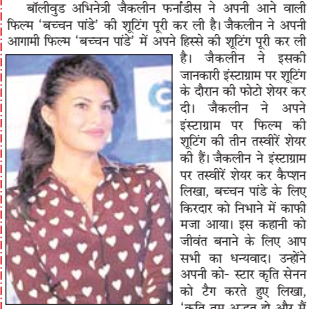 बॉलीवुड अभिनेत्री जैकलीन फर्नांडीस ने अपनी आने वाली
फिल्म ‘बच्चन पांडे’ की शूटिंग पूरी कर ली है। जैकलीन ने अपनी
आगामी फिल्म ‘बच्चन पांडे’ में अपने हिस्से की शूटिंग पूरी कर ली
है। जैकलीन ने इसकी
जानकारी इंस्टाग्राम पर शूटिंग
के दौरान की फोटो शेयर कर
दी। जैकलीन ने अपने
इंस्टाग्राम पर फिल्म की
शूटिंग की तीन तस्वीरें शेयर
की हैं। जैकलीन ने इंस्टाग्राम
पर तस्वीरें शेयर कर कैप्शन
लिखा, बच्चन पांडे के लिए
किरदार को निभाने में काफी
मजा आया। इस कहानी को
जीवंत बनाने के लिए आप
सभी का धन्यवाद। उन्होंने
अपनी को- स्टार कृति सेनन
को टैग करते हुए लिखा,
‘कृति तुम अद्भुत हो और मैं